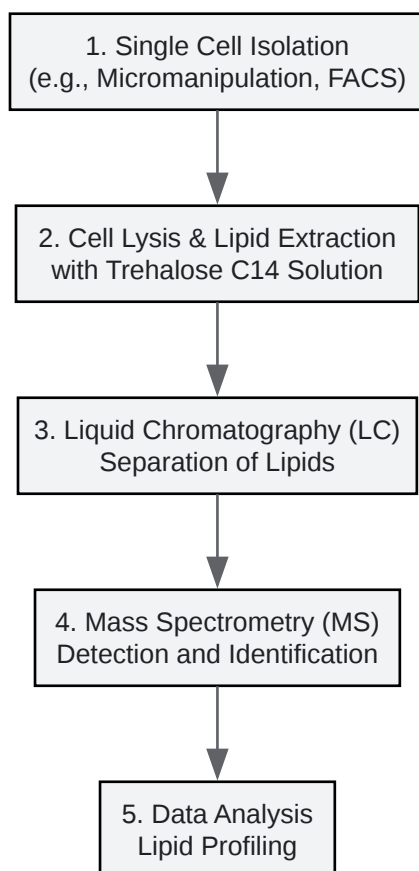 1. Single Cell Isolation
(e.g., Micromanipulation, FACS)
2. Cell Lysis & Lipid Extraction
with Trehalose C14 Solution
3. Liquid Chromatography (LC)
Separation of Lipids
4. Mass Spectrometry (MS)
Detection and Identification
5. Data Analysis
Lipid Profiling